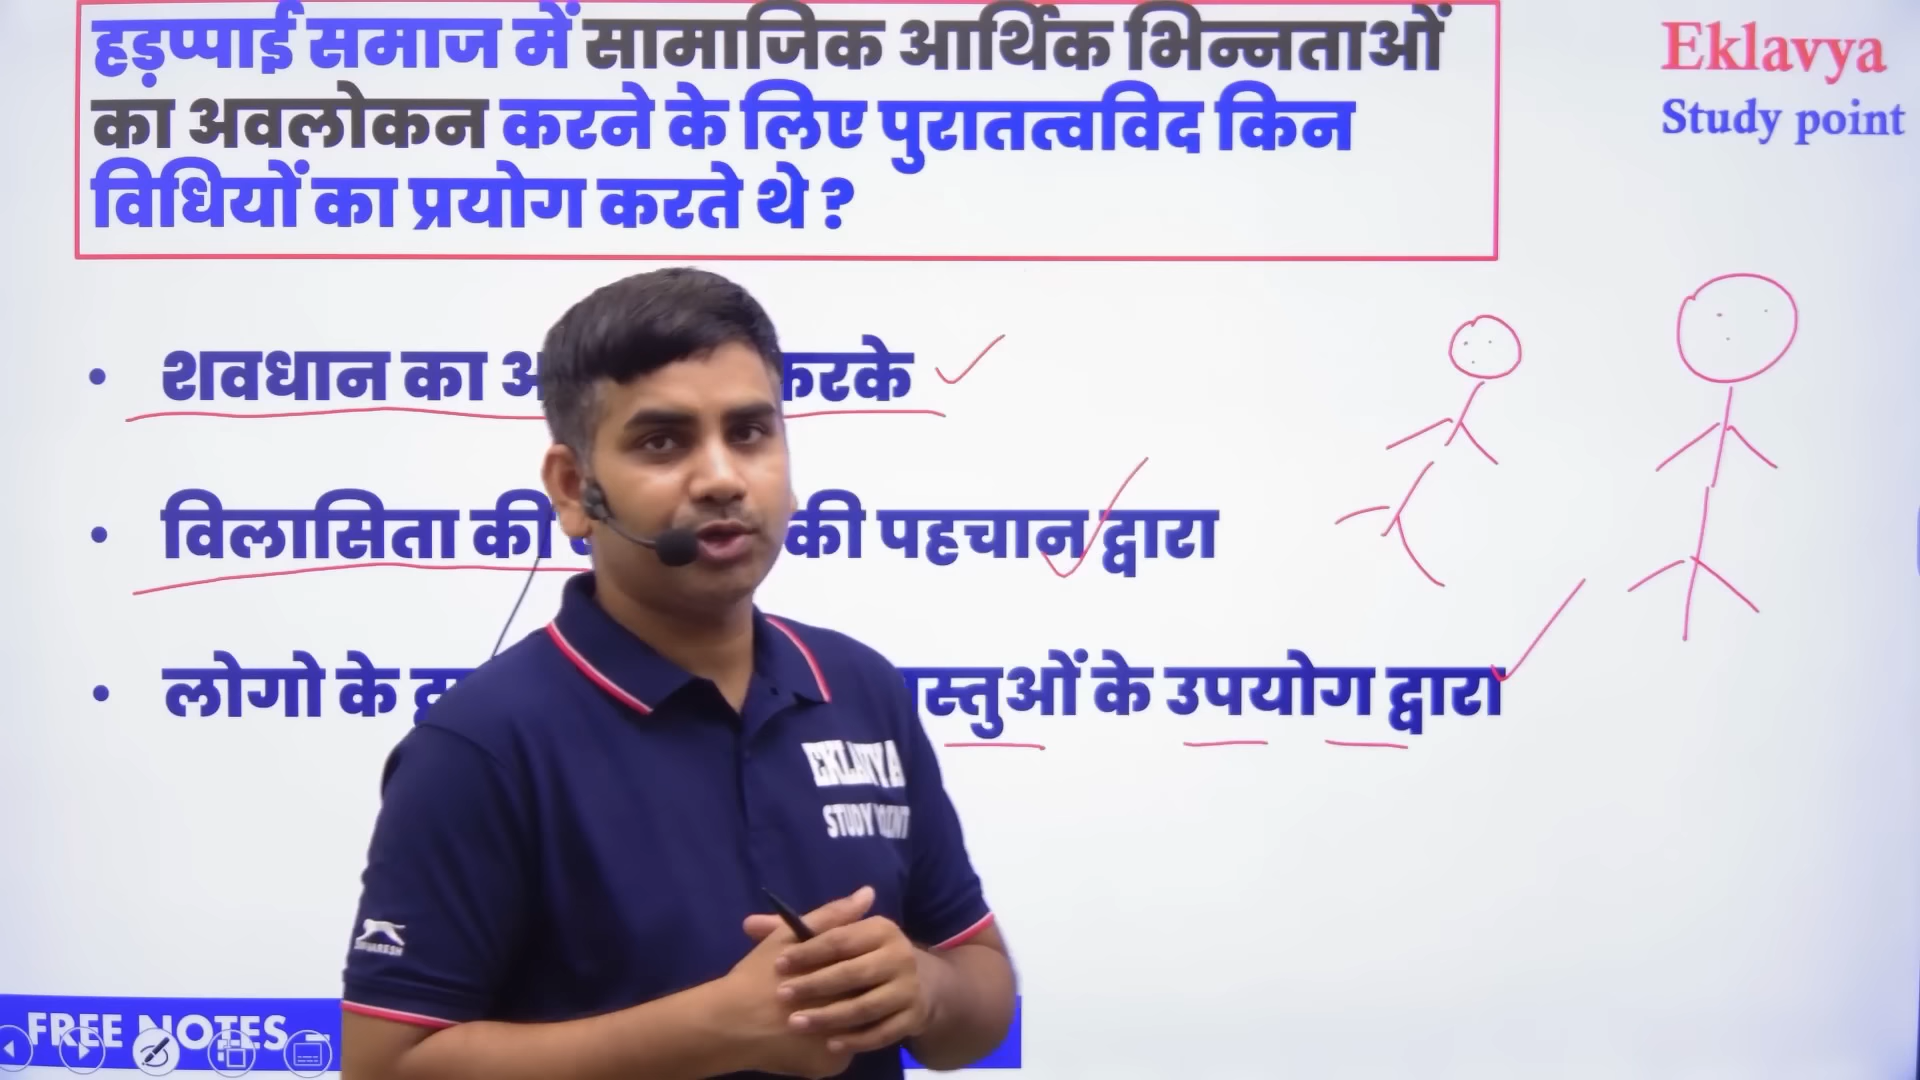 हड़प्पाई समाज में सामाजिक आर्थिक भिन्नताओं
का अवलोकन करने के लिए पुरातत्वविद किन
विधियों का प्रयोग करते थे ?
Eklavya
Study point
• शवधान का करके
• विलासिता की की पहचान द्वारा
• लोगो के के उपयोग द्वारा
EKLAVYA
STUDY POINT
FREE NOTES